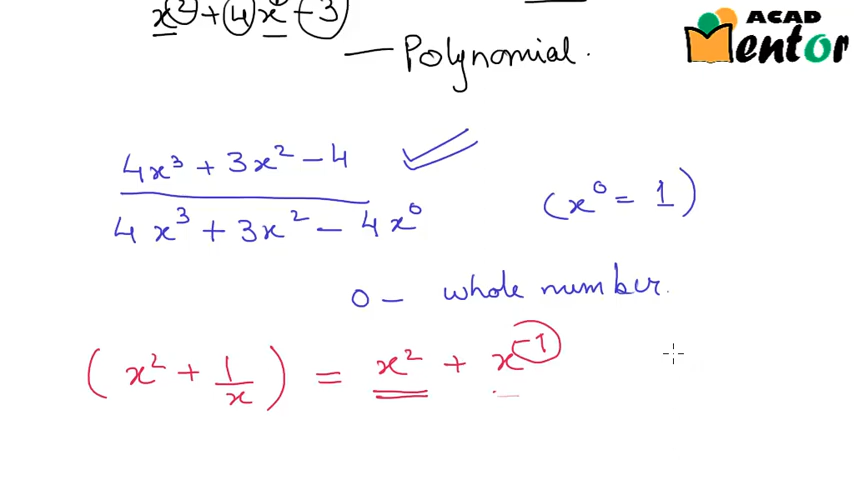 x² + 4x¹ - 3
ACAD
mentor
— Polynomial.
4x³ + 3x² - 4
4x³ + 3x² - 4x⁰
(x⁰ = 1)
0 - whole number.
(x² + 1/x) = x² + x⁻¹